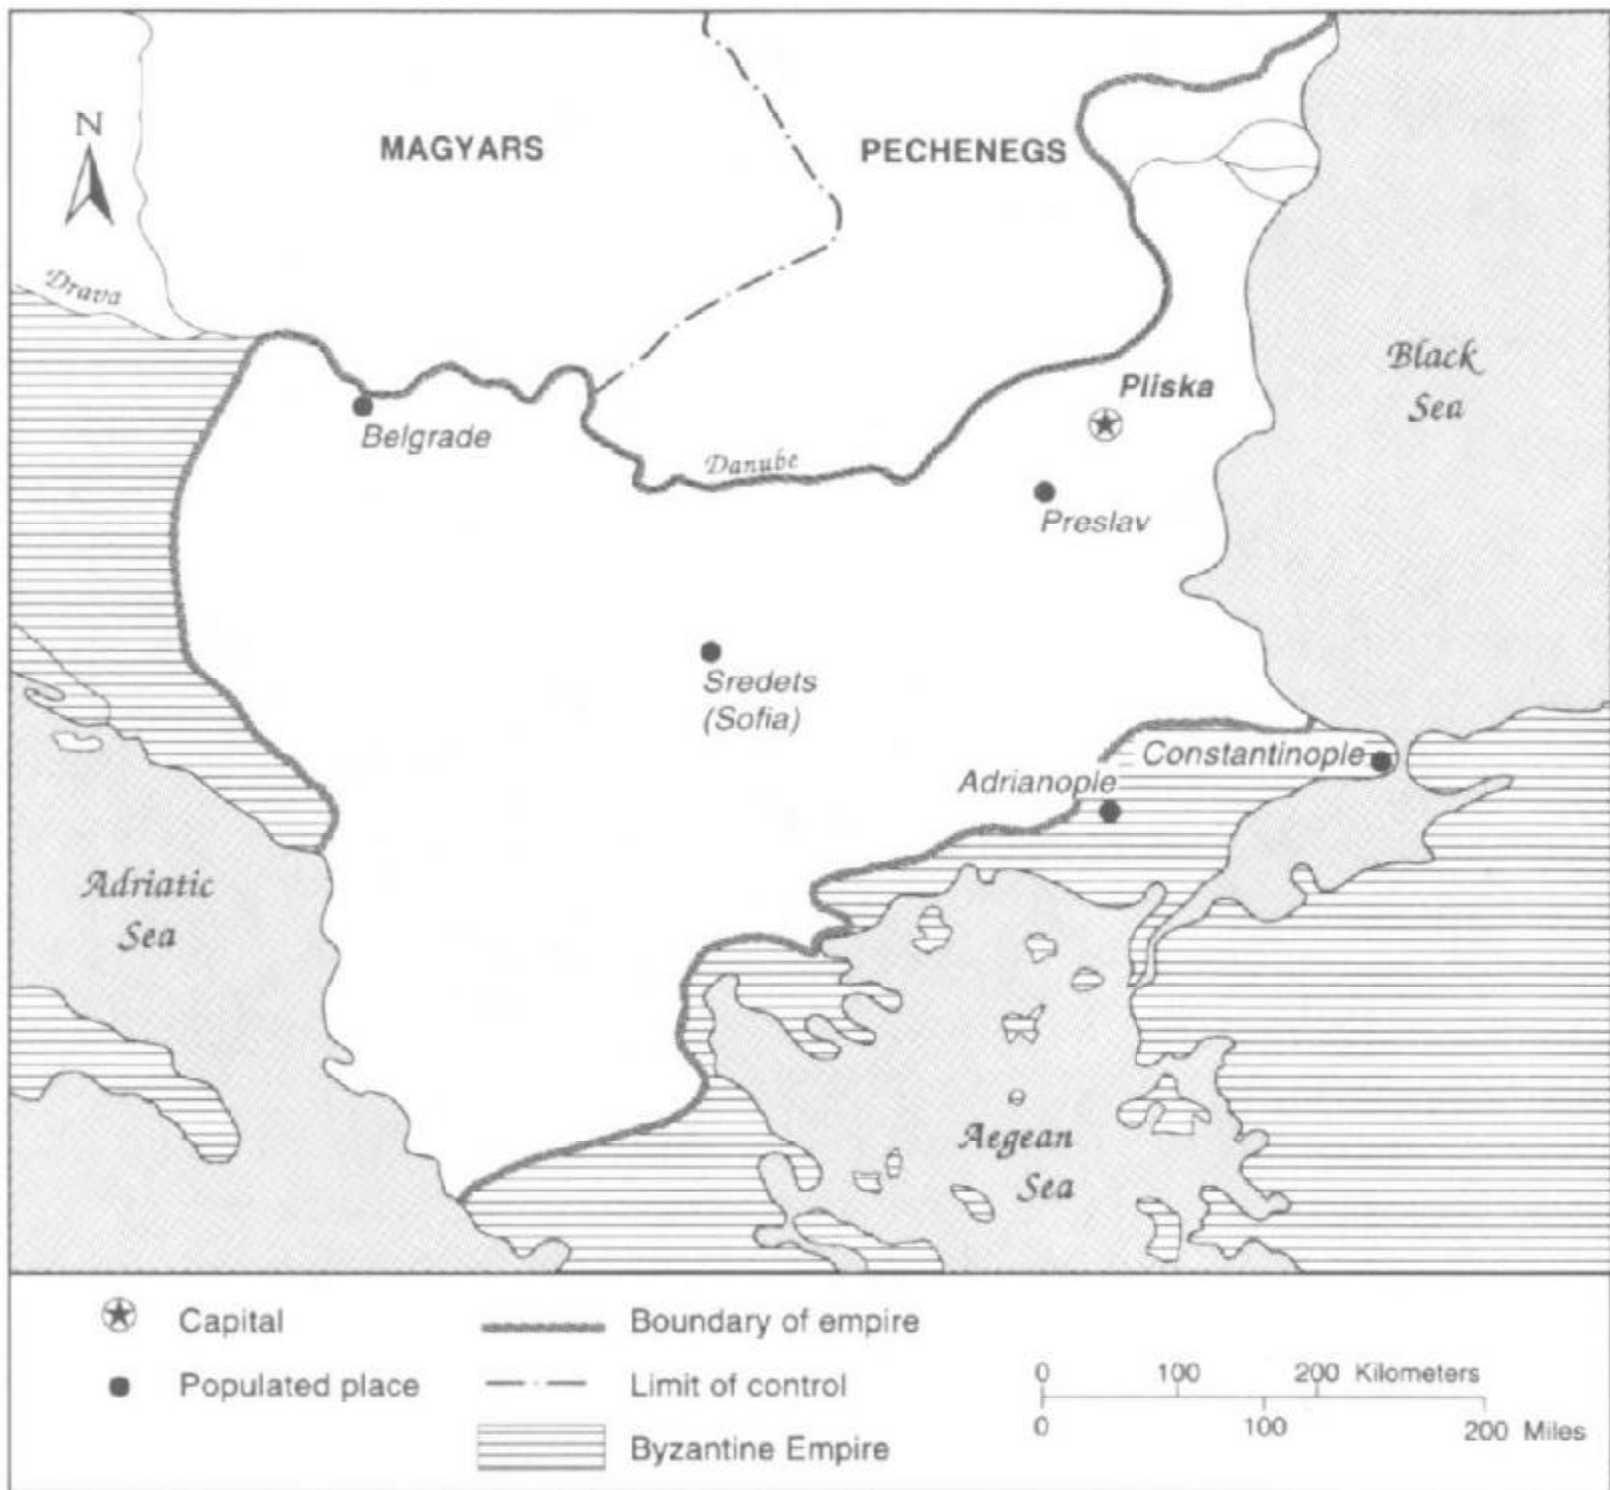 N
MAGYARS
PECHENEGS
Drava
Black
Sea
Pliska
Belgrade
Danube
Preslav
Sredets
(Sofia)
Constantinople
Adrianople
Adriatic
Sea
Aegean
Sea
Capital
Boundary of empire
Populated place
Limit of control
0 100 200 Kilometers
0 100 200 Miles
Byzantine Empire